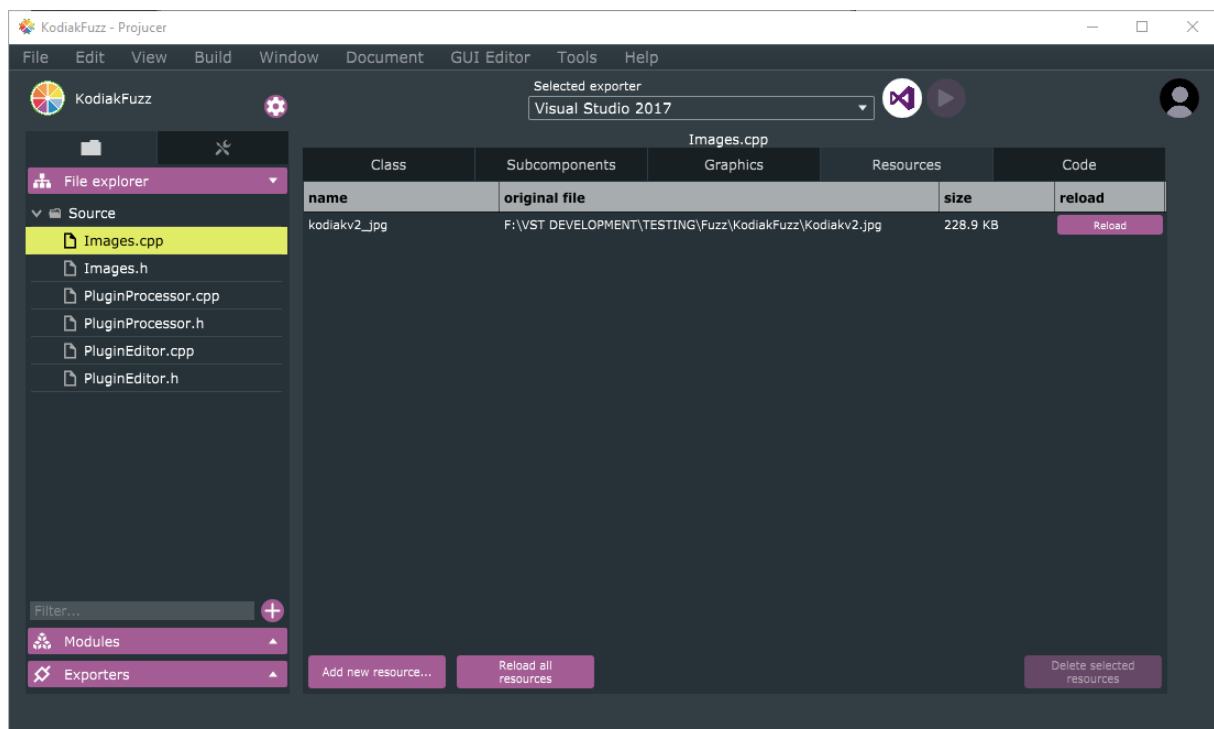 KodiakFuzz - Projucer
File Edit View Build Window Document GUI Editor Tools Help
KodiakFuzz
Selected exporter
Visual Studio 2017
Images.cpp
Class Subcomponents Graphics Resources Code
File explorer
name original file size reload
Source
kodiakv2_jpg F:\VST DEVELOPMENT\TESTING\Fuzz\KodiakFuzz\Kodiakv2.jpg 228.9 KB Reload
Images.cpp
Images.h
PluginProcessor.cpp
PluginProcessor.h
PluginEditor.cpp
PluginEditor.h
Filter...
Modules
Exporters
Add new resource...
Reload all
resources
Delete selected
resources